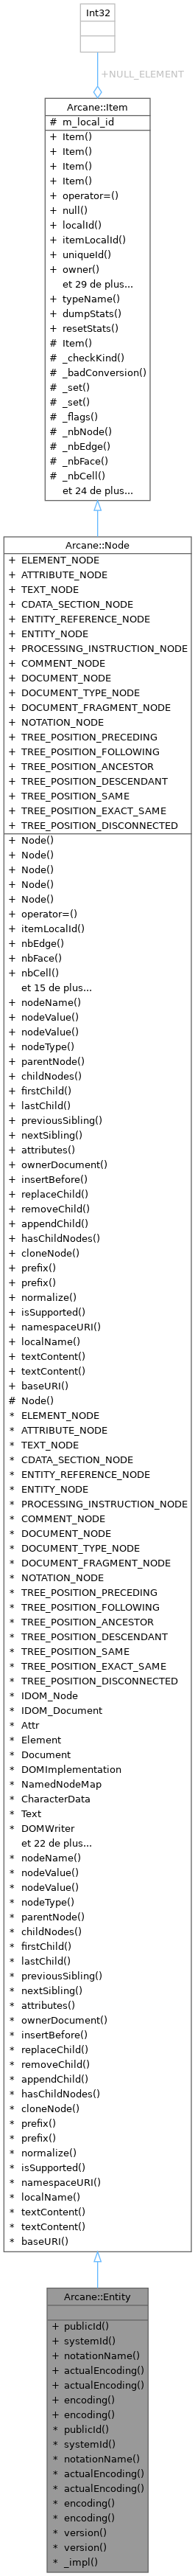 Int32
+NULL_ELEMENT
Arcane::Item
# m_local_id
+ Item()
+ Item()
+ Item()
+ Item()
+ operator=()
+ null()
+ localId()
+ itemLocalId()
+ uniqueId()
+ owner()
et 29 de plus...
+ typeName()
+ dumpStats()
+ resetStats()
# Item()
# _checkKind()
# _badConversion()
# _set()
# _set()
# _flags()
# _nbNode()
# _nbEdge()
# _nbFace()
# _nbCell()
et 24 de plus...
Arcane::Node
+ ELEMENT_NODE
+ ATTRIBUTE_NODE
+ TEXT_NODE
+ CDATA_SECTION_NODE
+ ENTITY_REFERENCE_NODE
+ ENTITY_NODE
+ PROCESSING_INSTRUCTION_NODE
+ COMMENT_NODE
+ DOCUMENT_NODE
+ DOCUMENT_TYPE_NODE
+ DOCUMENT_FRAGMENT_NODE
+ NOTATION_NODE
+ TREE_POSITION_PRECEDING
+ TREE_POSITION_FOLLOWING
+ TREE_POSITION_ANCESTOR
+ TREE_POSITION_DESCENDANT
+ TREE_POSITION_SAME
+ TREE_POSITION_EXACT_SAME
+ TREE_POSITION_DISCONNECTED
+ Node()
+ Node()
+ Node()
+ Node()
+ Node()
+ operator=()
+ itemLocalId()
+ nbEdge()
+ nbFace()
+ nbCell()
et 15 de plus...
+ nodeName()
+ nodeValue()
+ nodeValue()
+ nodeType()
+ parentNode()
+ childNodes()
+ firstChild()
+ lastChild()
+ previousSibling()
+ nextSibling()
+ attributes()
+ ownerDocument()
+ insertBefore()
+ replaceChild()
+ removeChild()
+ appendChild()
+ hasChildNodes()
+ cloneNode()
+ prefix()
+ prefix()
+ normalize()
+ isSupported()
+ namespaceURI()
+ localName()
+ textContent()
+ textContent()
+ baseURI()
# Node()
* ELEMENT_NODE
* ATTRIBUTE_NODE
* TEXT_NODE
* CDATA_SECTION_NODE
* ENTITY_REFERENCE_NODE
* ENTITY_NODE
* PROCESSING_INSTRUCTION_NODE
* COMMENT_NODE
* DOCUMENT_NODE
* DOCUMENT_TYPE_NODE
* DOCUMENT_FRAGMENT_NODE
* NOTATION_NODE
* TREE_POSITION_PRECEDING
* TREE_POSITION_FOLLOWING
* TREE_POSITION_ANCESTOR
* TREE_POSITION_DESCENDANT
* TREE_POSITION_SAME
* TREE_POSITION_EXACT_SAME
* TREE_POSITION_DISCONNECTED
* IDOM_Node
* IDOM_Document
* Attr
* Element
* Document
* DOMImplementation
* NamedNodeMap
* CharacterData
* Text
* DOMWriter
et 22 de plus...
* nodeName()
* nodeValue()
* nodeValue()
* nodeType()
* parentNode()
* childNodes()
* firstChild()
* lastChild()
* previousSibling()
* nextSibling()
* attributes()
* ownerDocument()
* insertBefore()
* replaceChild()
* removeChild()
* appendChild()
* hasChildNodes()
* cloneNode()
* prefix()
* prefix()
* normalize()
* isSupported()
* namespaceURI()
* localName()
* textContent()
* textContent()
* baseURI()
Arcane::Entity
+ publicId()
+ systemId()
+ notationName()
+ actualEncoding()
+ actualEncoding()
+ encoding()
+ encoding()
* publicId()
* systemId()
* notationName()
* actualEncoding()
* actualEncoding()
* encoding()
* encoding()
* version()
* version()
* _impl()